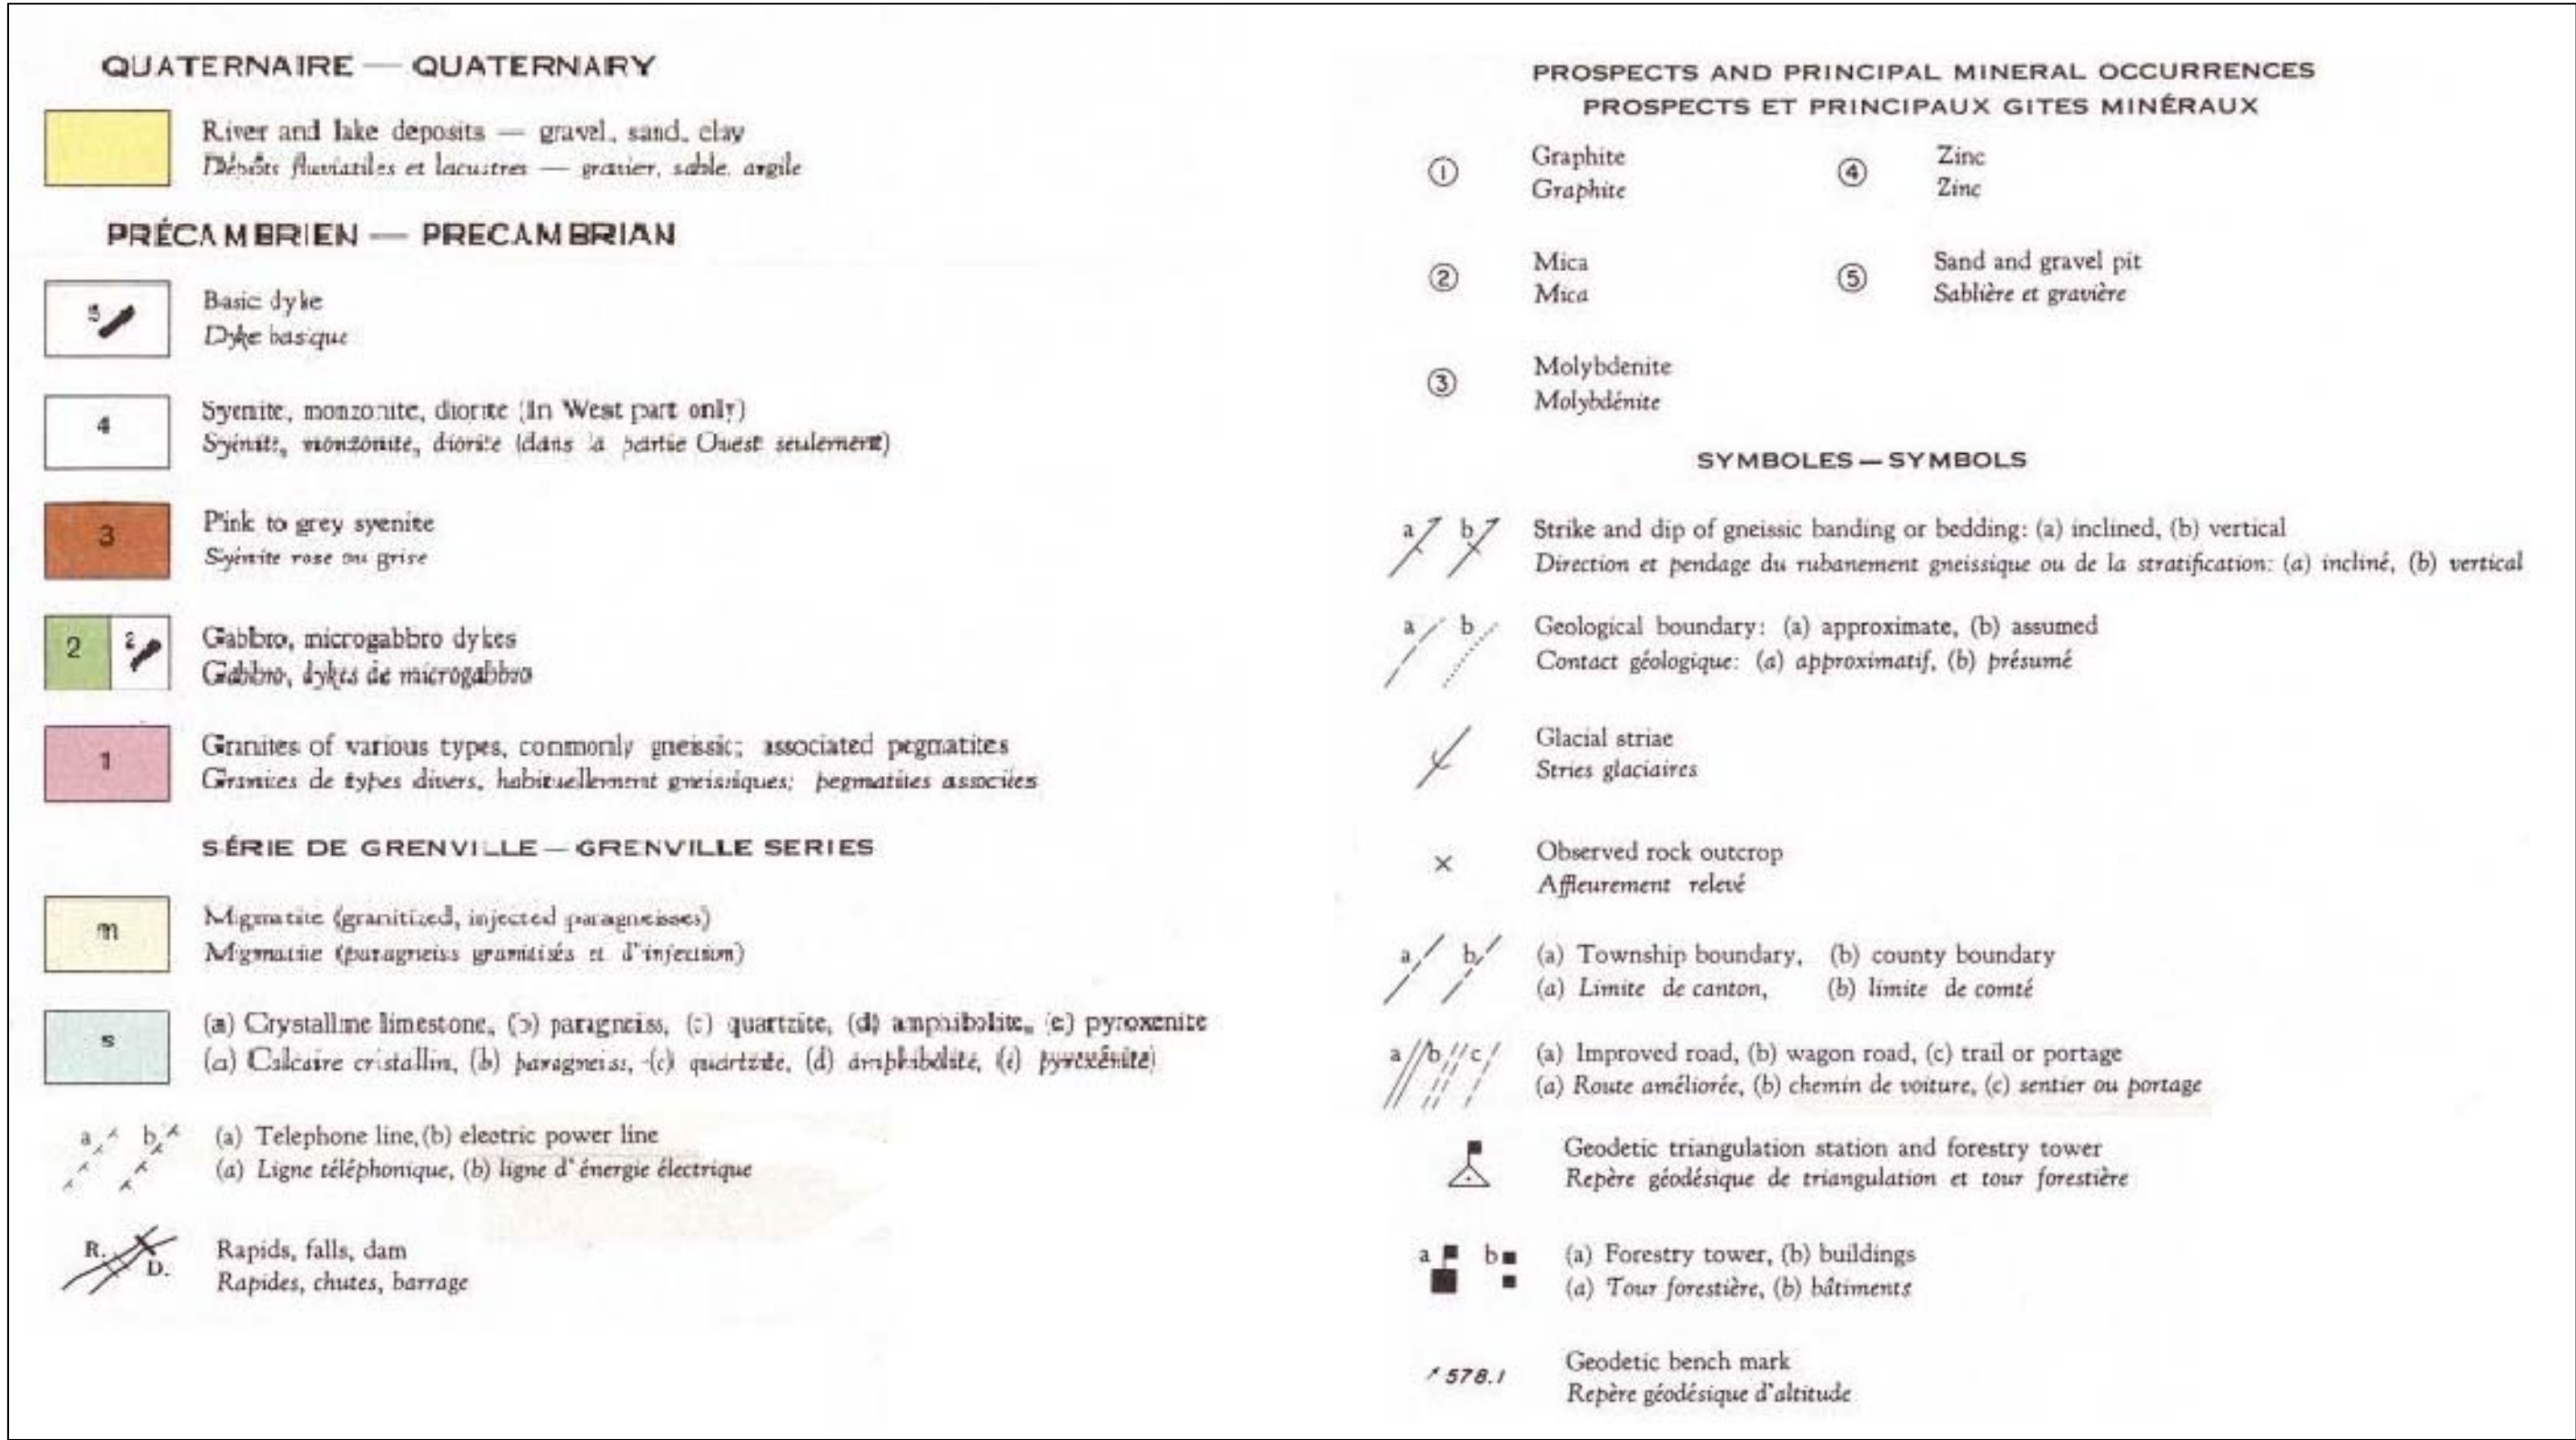 QUATERNAIRE — QUATERNARY
River and lake deposits — gravel, sand, clay
Dépôts fluviatiles et lacustres — gravier, sable, argile
PRÉCAMBRIEN — PRECAMBRIAN
5
Basic dyke
Dyke basique
4
Syenite, monzonite, diorite (In West part only)
Syénite, monzonite, diorite (dans la partie Ouest seulement)
3
Pink to grey syenite
Syénite rose ou grise
2 2
Gabbro, microgabbro dykes
Gabbro, dykes de microgabbro
1
Granites of various types, commonly gneissic; associated pegmatites
Granites de types divers, habituellement gneissiques; pegmatites associées
SÉRIE DE GRENVILLE — GRENVILLE SERIES
m
Migmatite (granitized, injected paragneisses)
Migmatite (paragneiss granitisés et d'injection)
s
(a) Crystalline limestone, (b) paragneiss, (c) quartzite, (d) amphibolite, (e) pyroxenite
(a) Calcaire cristallin, (b) paragneiss, (c) quartzite, (d) amphibolite, (e) pyroxénite
a b
(a) Telephone line, (b) electric power line
(a) Ligne téléphonique, (b) ligne d'énergie électrique
R. D.
Rapids, falls, dam
Rapides, chutes, barrage
PROSPECTS AND PRINCIPAL MINERAL OCCURRENCES
PROSPECTS ET PRINCIPAUX GITES MINÉRAUX
1
Graphite
Graphite
4
Zinc
Zinc
2
Mica
Mica
5
Sand and gravel pit
Sablière et gravière
3
Molybdenite
Molybdénite
SYMBOLES — SYMBOLS
a b
Strike and dip of gneissic banding or bedding: (a) inclined, (b) vertical
Direction et pendage du rubanement gneissique ou de la stratification: (a) incliné, (b) vertical
a b
Geological boundary: (a) approximate, (b) assumed
Contact géologique: (a) approximatif, (b) présumé
Glacial striae
Stries glaciaires
Observed rock outcrop
Affleurement relevé
a b
(a) Township boundary, (b) county boundary
(a) Limite de canton, (b) limite de comté
a b c
(a) Improved road, (b) wagon road, (c) trail or portage
(a) Route améliorée, (b) chemin de voiture, (c) sentier ou portage
Geodetic triangulation station and forestry tower
Repère géodésique de triangulation et tour forestière
a b
(a) Forestry tower, (b) buildings
(a) Tour forestière, (b) bâtiments
578.1
Geodetic bench mark
Repère géodésique d'altitude